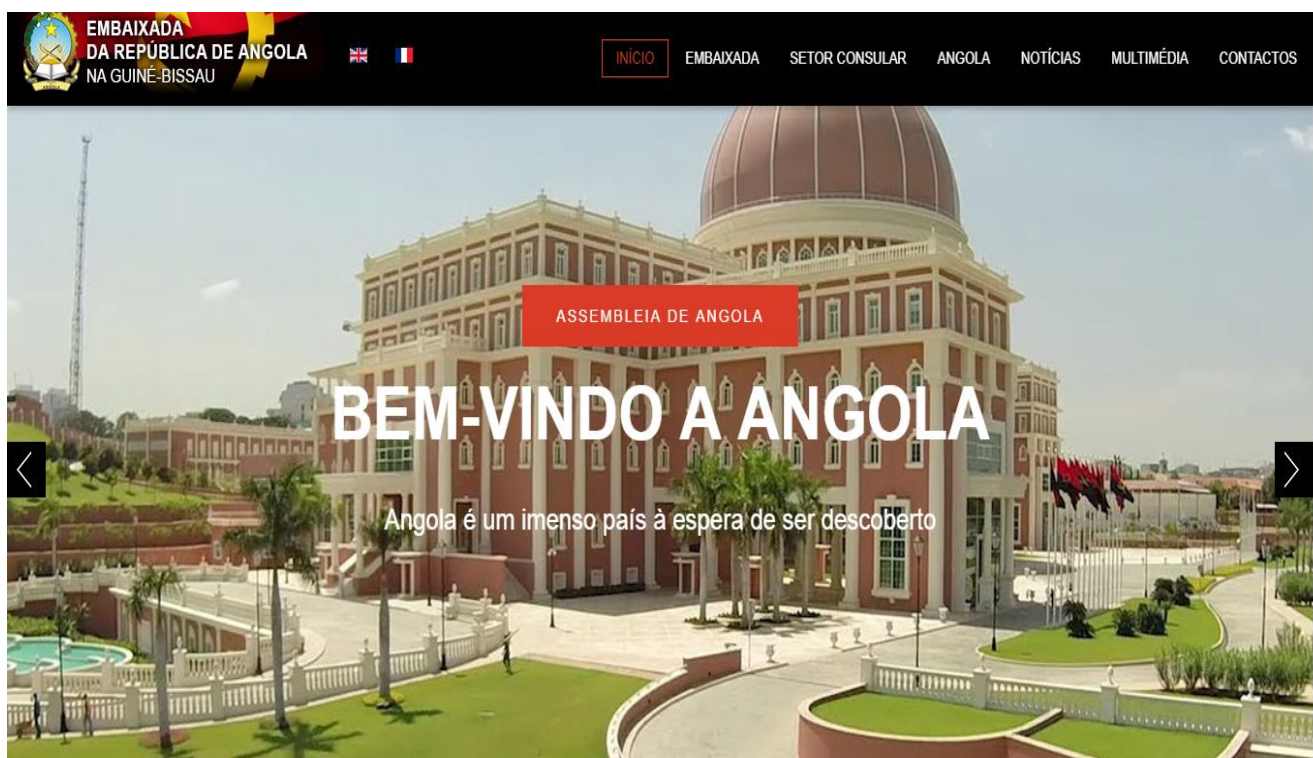 EMBAIXADA
DA REPÚBLICA DE ANGOLA
NA GUINÉ-BISSAU
INÍCIO EMBAIXADA SETOR CONSULAR ANGOLA NOTÍCIAS MULTIMÉDIA CONTACTOS
ASSEMBLEIA DE ANGOLA
BEM-VINDO A ANGOLA
Angola é um imenso país à espera de ser descoberto